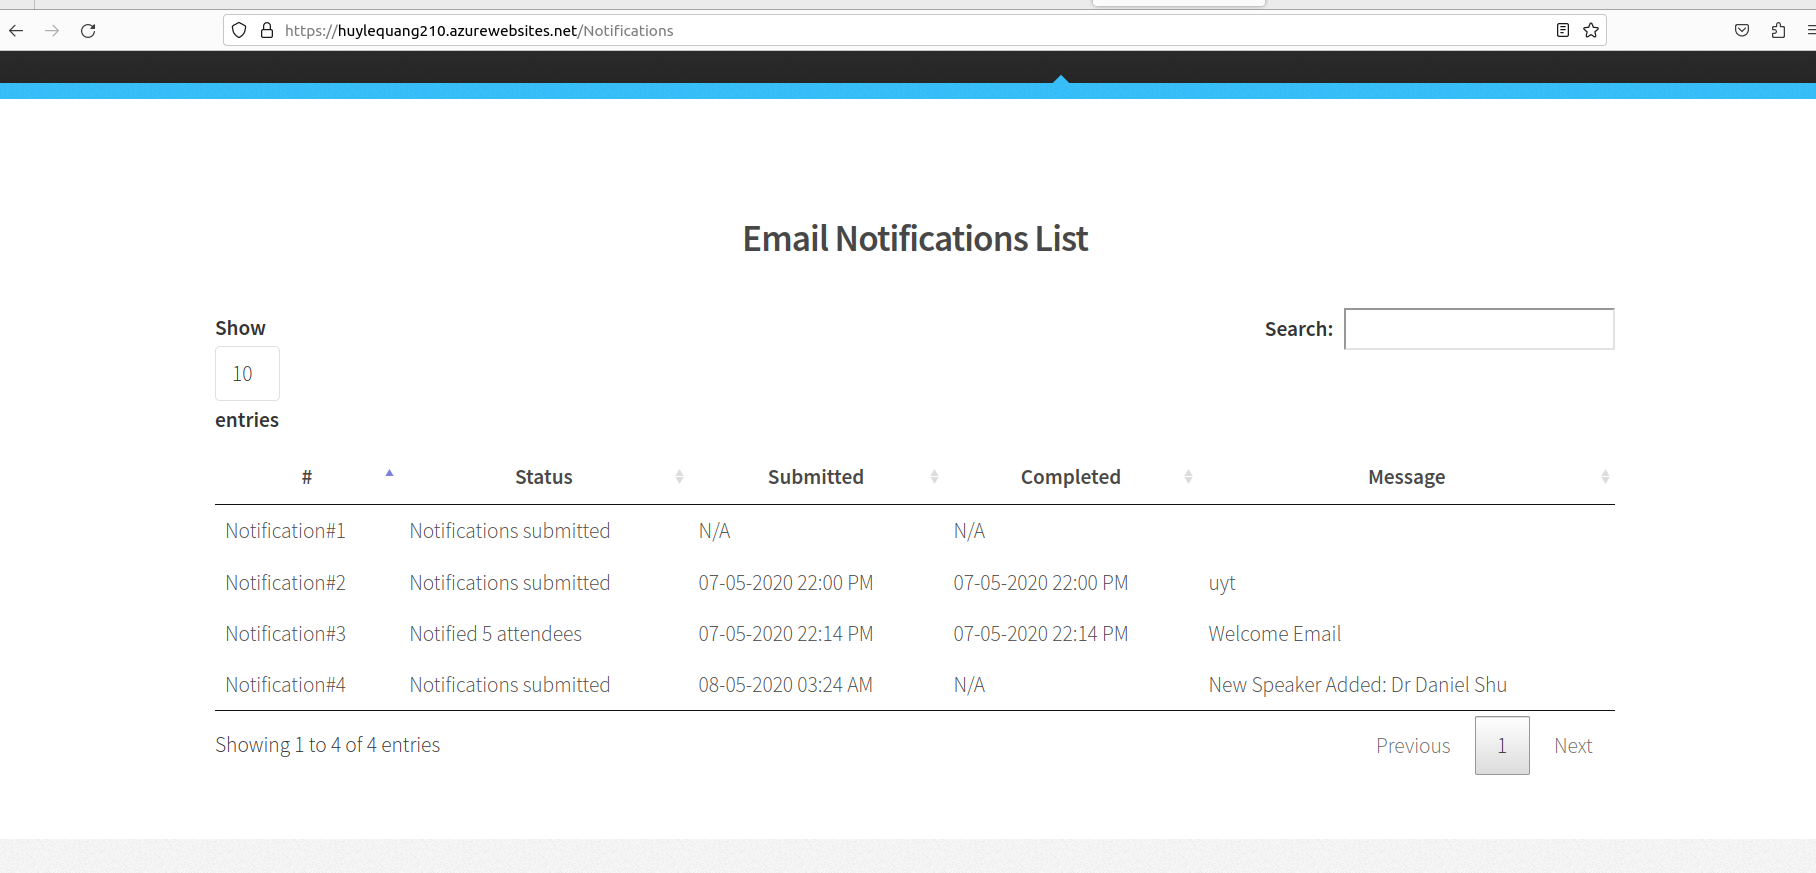 https://huylequang210.azurewebsites.net/Notifications
Email Notifications List
Show
Search:
10
entries
# Status Submitted Completed Message
Notification#1 Notifications submitted N/A N/A
Notification#2 Notifications submitted 07-05-2020 22:00 PM 07-05-2020 22:00 PM uyt
Notification#3 Notified 5 attendees 07-05-2020 22:14 PM 07-05-2020 22:14 PM Welcome Email
Notification#4 Notifications submitted 08-05-2020 03:24 AM N/A New Speaker Added: Dr Daniel Shu
Showing 1 to 4 of 4 entries
Previous 1 Next